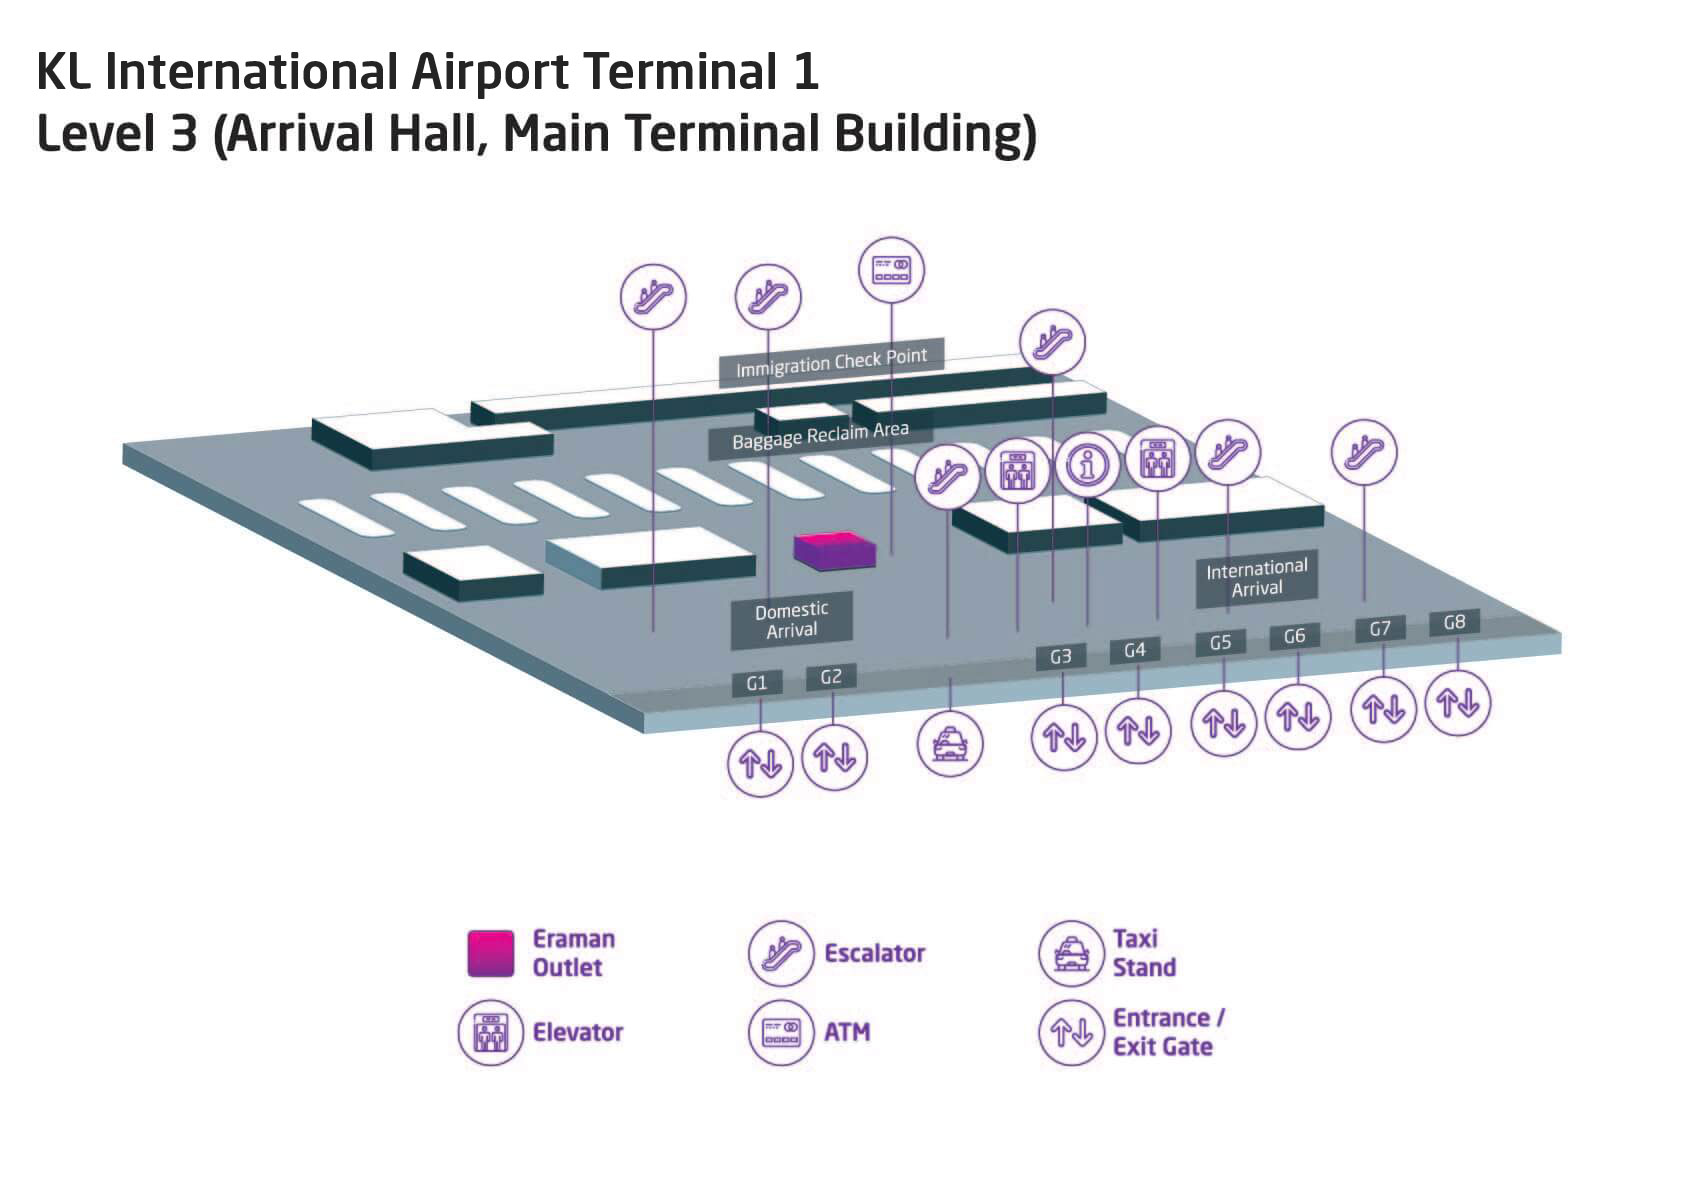 KL International Airport Terminal 1
Level 3 (Arrival Hall, Main Terminal Building)
Immigration Check Point
Baggage Reclaim Area
International
Arrival
Domestic
Arrival
G1
G2
G3
G4
G5
G6
G7
G8
Eraman
Outlet
Escalator
Taxi
Stand
Elevator
ATM
Entrance /
Exit Gate